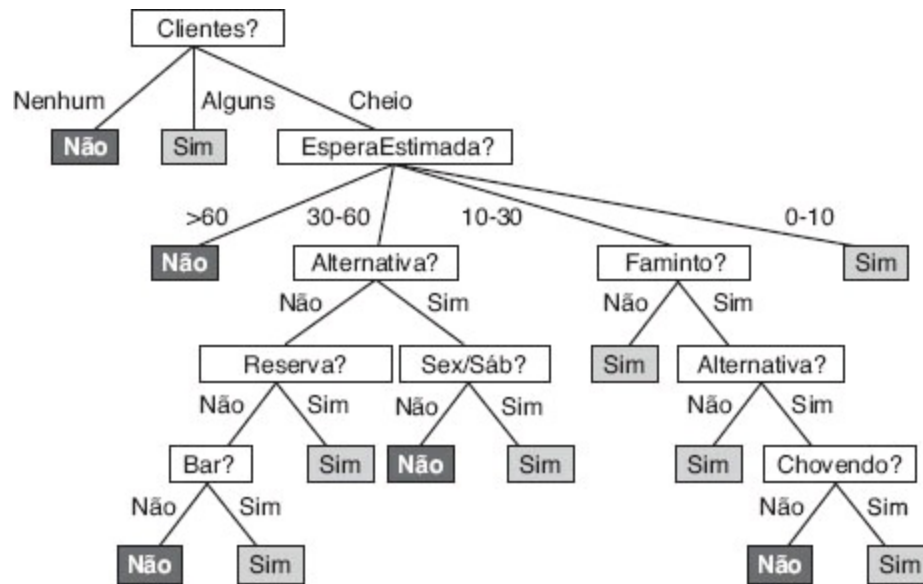 Clientes?
Nenhum Alguns Cheio
Não Sim EsperaEstimada?
>60 30-60 10-30 0-10
Não Alternativa? Faminto? Sim
Não Sim Não Sim
Reserva? Sex/Sáb? Sim Alternativa?
Não Sim Não Sim Não Sim
Bar? Sim Não Sim Sim Chovendo?
Não Sim Não Sim
Não Sim Não Sim